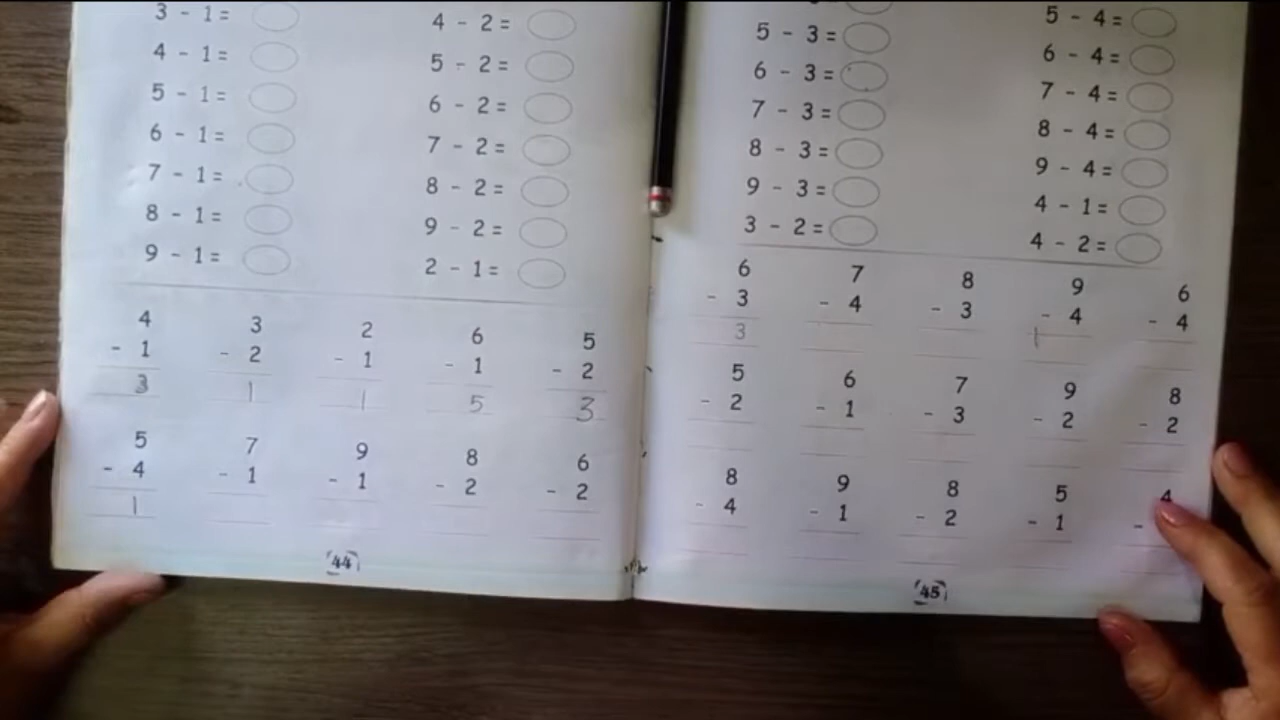 3 - 1 =
4 - 1 =
5 - 1 =
6 - 1 =
7 - 1 =
8 - 1 =
9 - 1 =
4 - 2 =
5 - 2 =
6 - 2 =
7 - 2 =
8 - 2 =
9 - 2 =
2 - 1 =
4 3 2 6 5
- 1 - 2 - 1 - 1 - 2
3 1 1 5 3
5 7 9 8 6
- 4 - 1 - 1 - 2 - 2
1
44
5 - 3 =
6 - 3 =
7 - 3 =
8 - 3 =
9 - 3 =
3 - 2 =
5 - 4 =
6 - 4 =
7 - 4 =
8 - 4 =
9 - 4 =
4 - 1 =
4 - 2 =
6 7 8 9 6
- 3 - 4 - 3 - 4 - 4
3 1
5 6 7 9 8
- 2 - 1 - 3 - 2 - 2
8 9 8 5 4
- 4 - 1 - 2 - 1 -
45